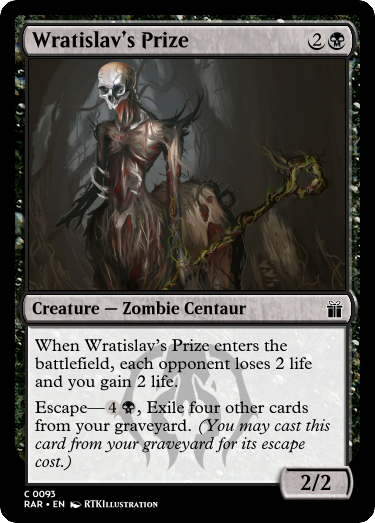 Wratislav's Prize 2
Creature — Zombie Centaur
When Wratislav's Prize enters the
battlefield, each opponent loses 2 life
and you gain 2 life.
Escape—4, Exile four other cards
from your graveyard. (You may cast this
card from your graveyard for its escape
cost.)
2/2
C 0093
RAR • EN RTKIllustration